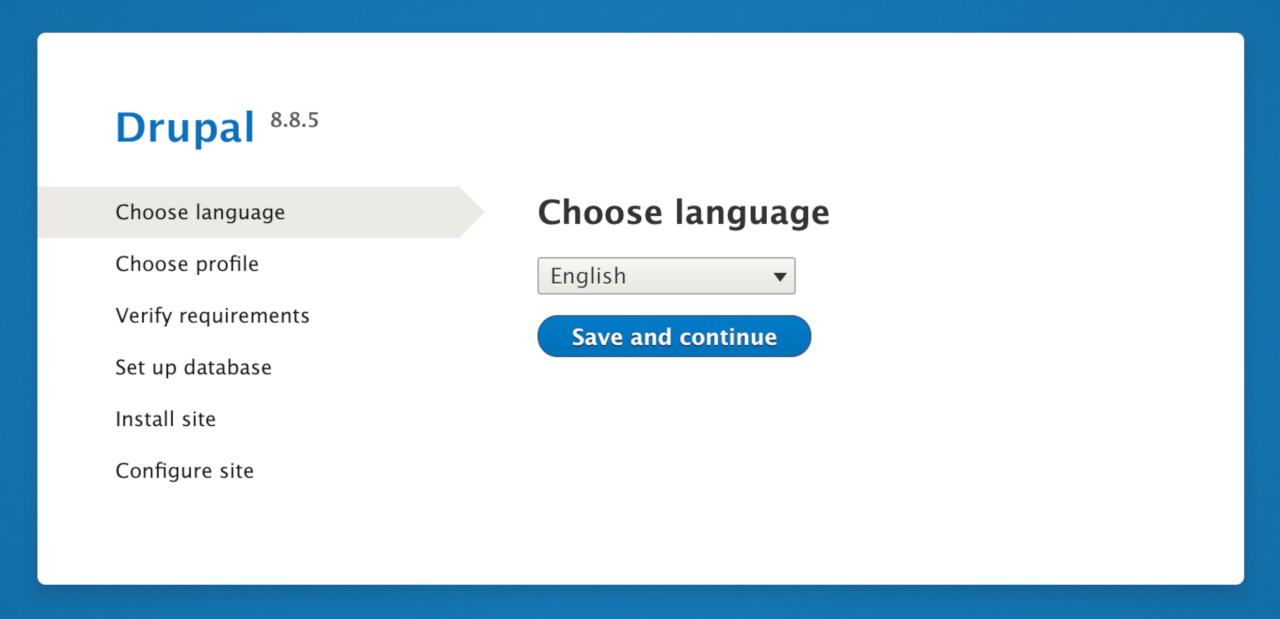 Drupal 8.8.5
Choose language
Choose profile
Verify requirements
Set up database
Install site
Configure site
Choose language
English
Save and continue